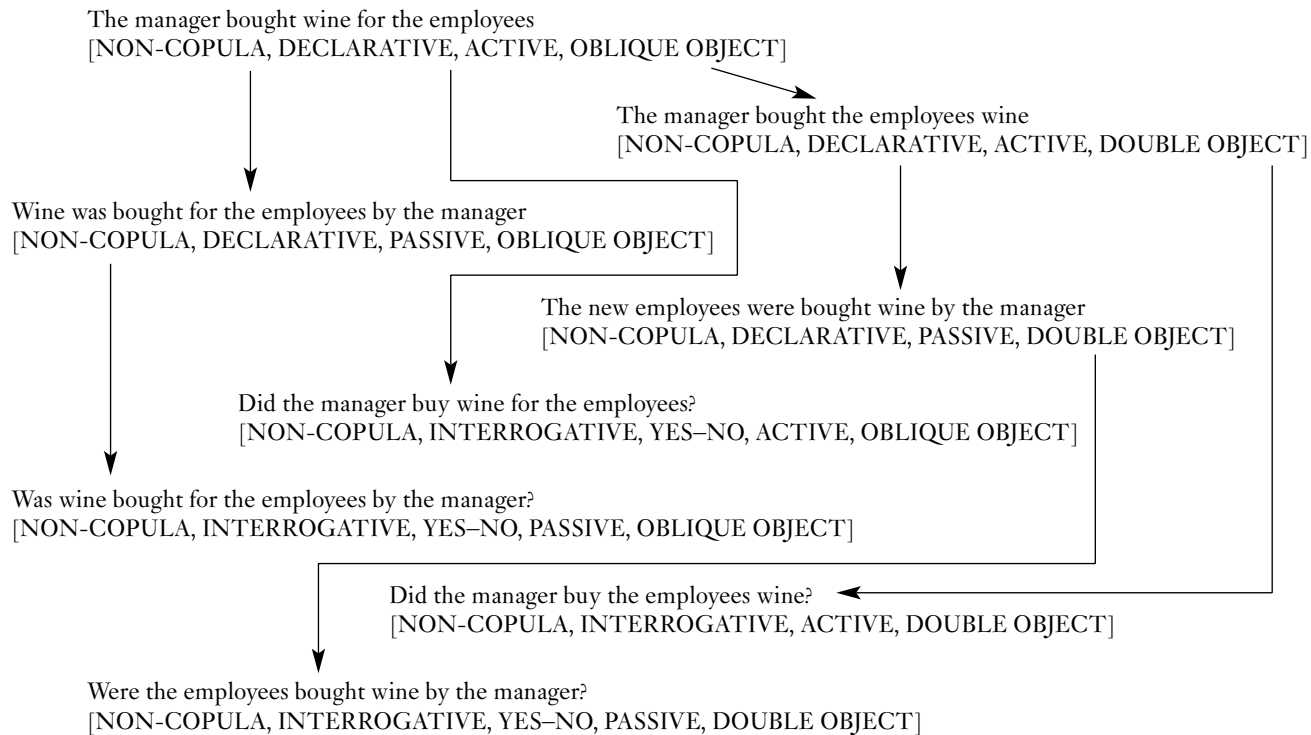 The manager bought wine for the employees
[NON-COPULA, DECLARATIVE, ACTIVE, OBLIQUE OBJECT]
The manager bought the employees wine
[NON-COPULA, DECLARATIVE, ACTIVE, DOUBLE OBJECT]
Wine was bought for the employees by the manager
[NON-COPULA, DECLARATIVE, PASSIVE, OBLIQUE OBJECT]
The new employees were bought wine by the manager
[NON-COPULA, DECLARATIVE, PASSIVE, DOUBLE OBJECT]
Did the manager buy wine for the employees?
[NON-COPULA, INTERROGATIVE, YES–NO, ACTIVE, OBLIQUE OBJECT]
Was wine bought for the employees by the manager?
[NON-COPULA, INTERROGATIVE, YES–NO, PASSIVE, OBLIQUE OBJECT]
Did the manager buy the employees wine?
[NON-COPULA, INTERROGATIVE, ACTIVE, DOUBLE OBJECT]
Were the employees bought wine by the manager?
[NON-COPULA, INTERROGATIVE, YES–NO, PASSIVE, DOUBLE OBJECT]